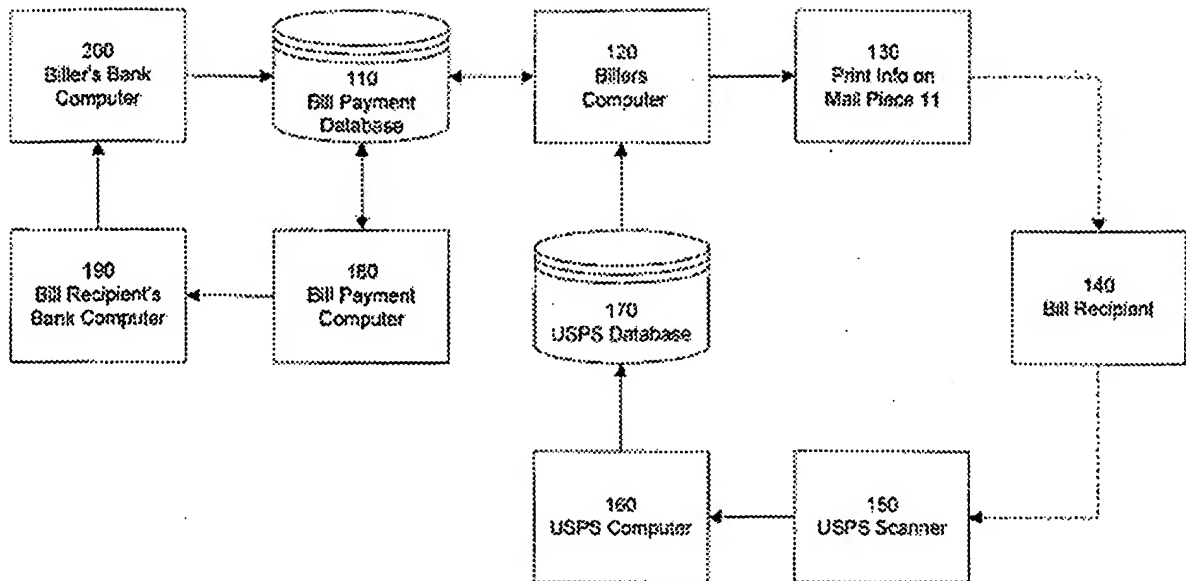 200
Biller's Bank
Computer
110
Bill Payment
Database
120
Billers
Computer
130
Print Info on
Mail Piece 11
190
Bill Recipient's
Bank Computer
180
Bill Payment
Computer
170
USPS Database
140
Bill Recipient
160
USPS Computer
150
USPS Scanner